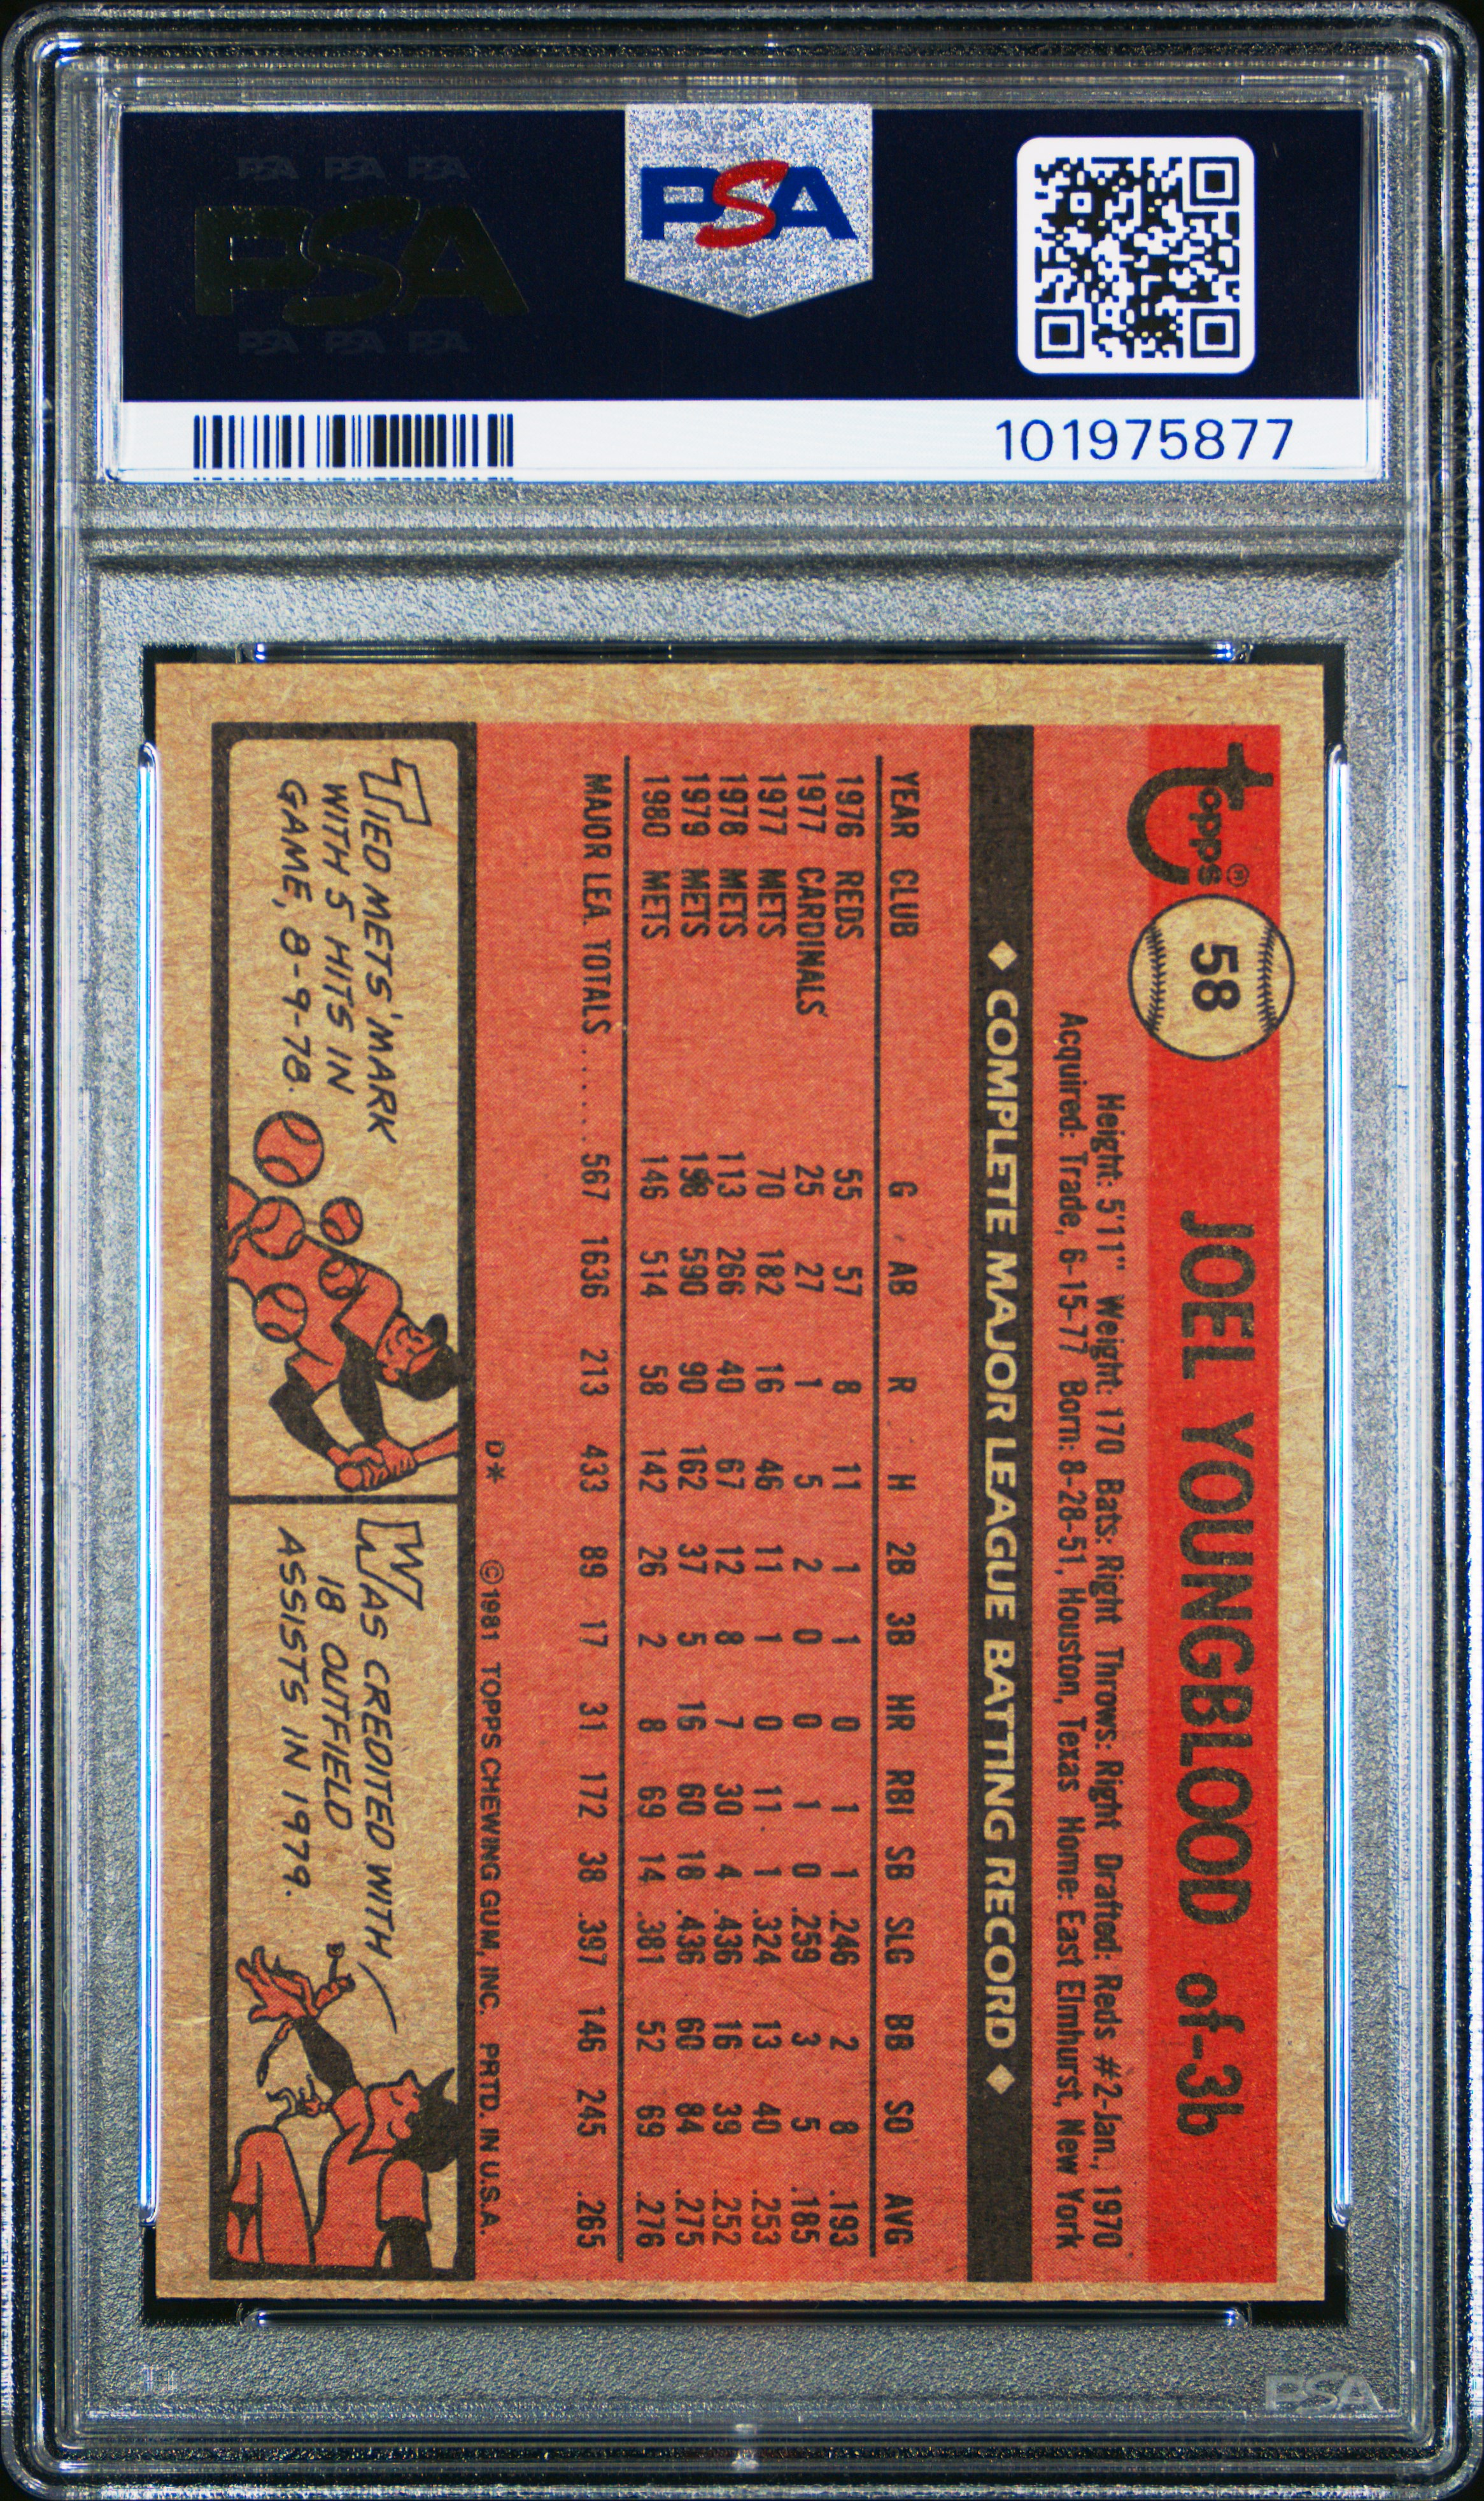 PSA PSA PSA
PSA
PSA PSA PSA
PSA
101975877
topps®
58
JOEL YOUNGBLOOD of-3b
Height: 5'11" Weight: 170 Bats: Right Throws: Right Drafted: Reds #2-Jan., 1970
Acquired: Trade, 6-15-77 Born: 8-28-51, Houston, Texas Home: East Elmhurst, New York
◆ COMPLETE MAJOR LEAGUE BATTING RECORD ◆
YEAR CLUB G AB R H 2B 3B HR RBI SB SLG BB SO AVG
1976 REDS 55 57 8 11 1 1 0 1 1 .246 2 8 .193
1977 CARDINALS 25 27 1 5 2 0 0 1 0 .259 3 5 .185
1977 METS 70 182 16 46 11 1 0 11 1 .324 13 40 .253
1978 METS 113 266 40 67 12 8 7 30 4 .436 16 39 .252
1979 METS 158 590 90 162 37 5 16 60 18 .436 60 84 .275
1980 METS 146 514 58 142 26 2 8 69 14 .381 52 69 .276
MAJOR LEA. TOTALS ...... 567 1636 213 433 89 17 31 172 38 .397 146 245 .265
D* ©1981 TOPPS CHEWING GUM, INC. PRTD. IN U.S.A.
TIED METS' MARK
WITH 5 HITS IN
GAME, 8-9-78.
WAS CREDITED WITH
18 OUTFIELD
ASSISTS IN 1979.
PSA